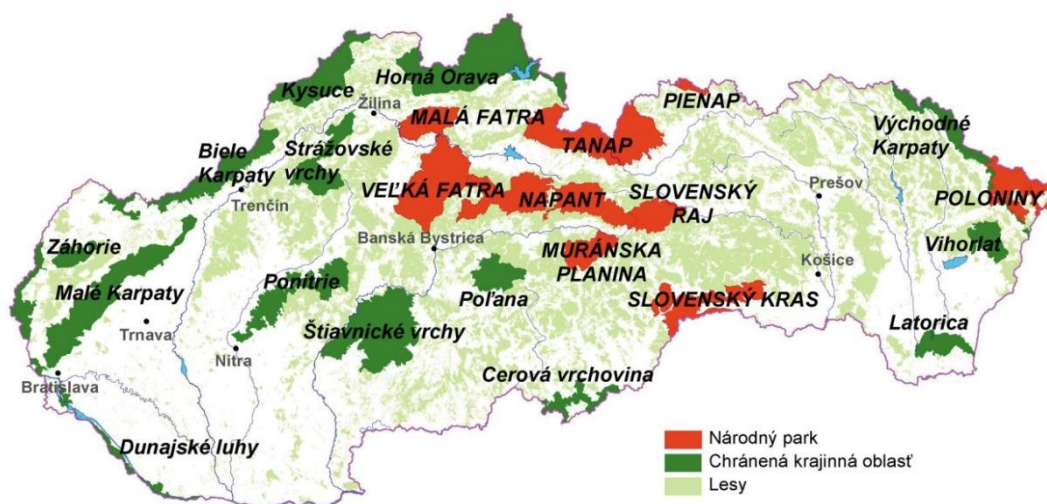 Horná Orava
Kysuce
Žilina
PIENAP
MALÁ FATRA
Východné
Karpaty
Strážovské
vrchy
TANAP
Biele
Karpaty
VEĽKÁ FATRA
NAPANT
SLOVENSKÝ
RAJ
Prešov
POLONINY
Trenčín
Banská Bystrica
MURÁNSKA
PLANINA
Vihorlat
Záhorie
Košice
Malé Karpaty
Ponitrie
Poľana
SLOVENSKÝ KRAS
Trnava
Štiavnické vrchy
Latorica
Nitra
Bratislava
Cerová vrchovina
Dunajské luhy
Národný park
Chránená krajinná oblasť
Lesy